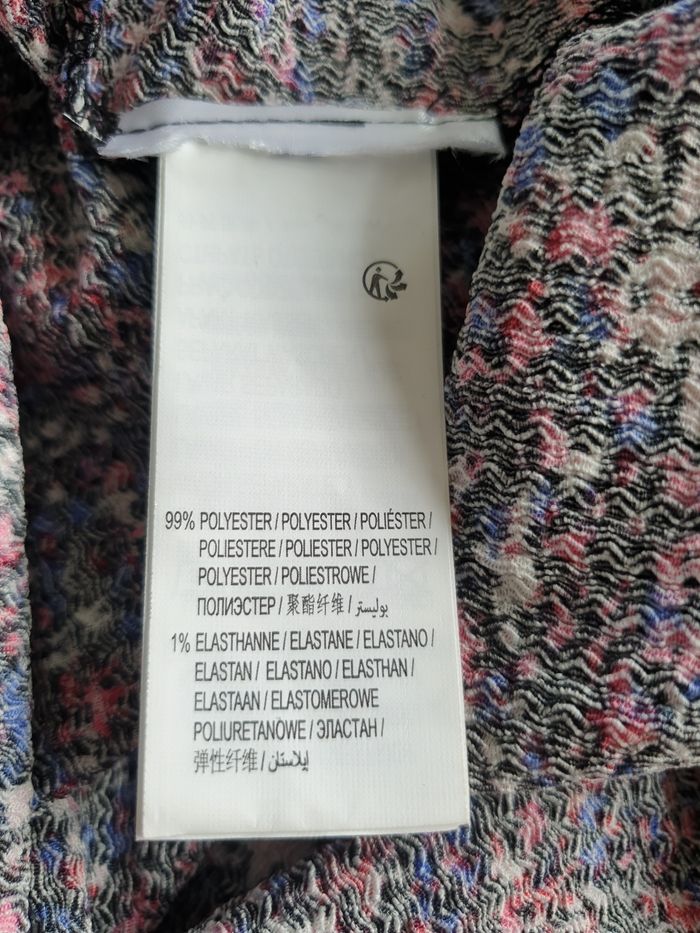 99% POLYESTER / POLYESTER / POLIÉSTER /
POLIESTERE / POLIESTER / POLYESTER /
POLYESTER / POLIESTROWE /
ПОЛИЭСТЕР / 聚酯纤维 / بوليستر
1% ELASTHANNE / ELASTANE / ELASTANO /
ELASTAN / ELASTANO / ELASTHAN /
ELASTAAN / ELASTOMEROWE
POLIURETANOWE / ЭЛАСТАН /
弹性纤维 / إيلاستان